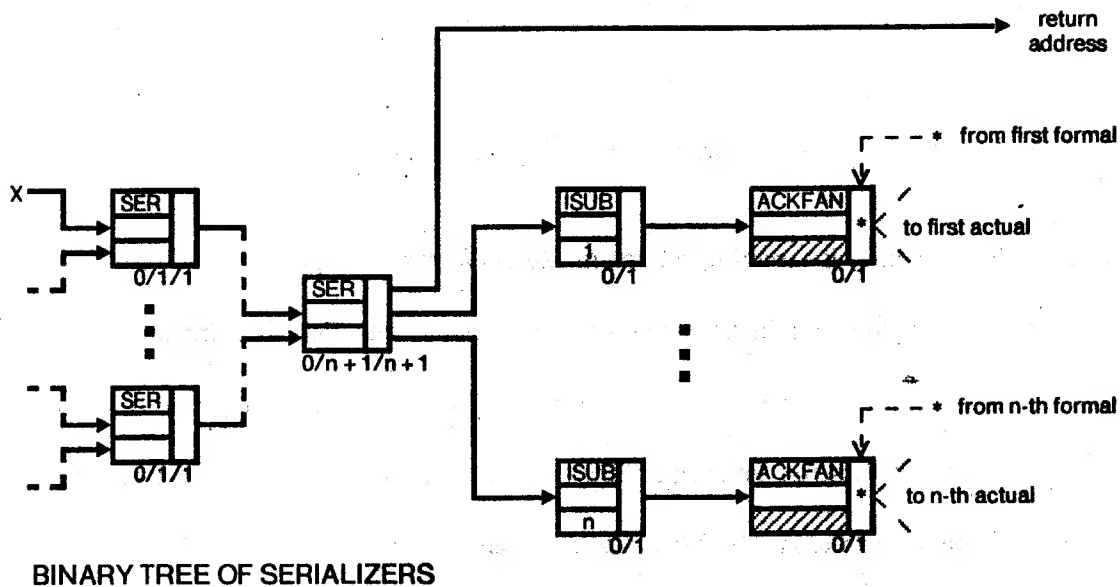 return
address
* from first formal
X
SER
ISUB
ACKFAN
*
to first actual
1
0/1
0/1
0/1/1
SER
0/n + 1/n + 1
SER
* from n-th formal
0/1/1
ISUB
ACKFAN
*
to n-th actual
n
0/1
0/1
BINARY TREE OF SERIALIZERS